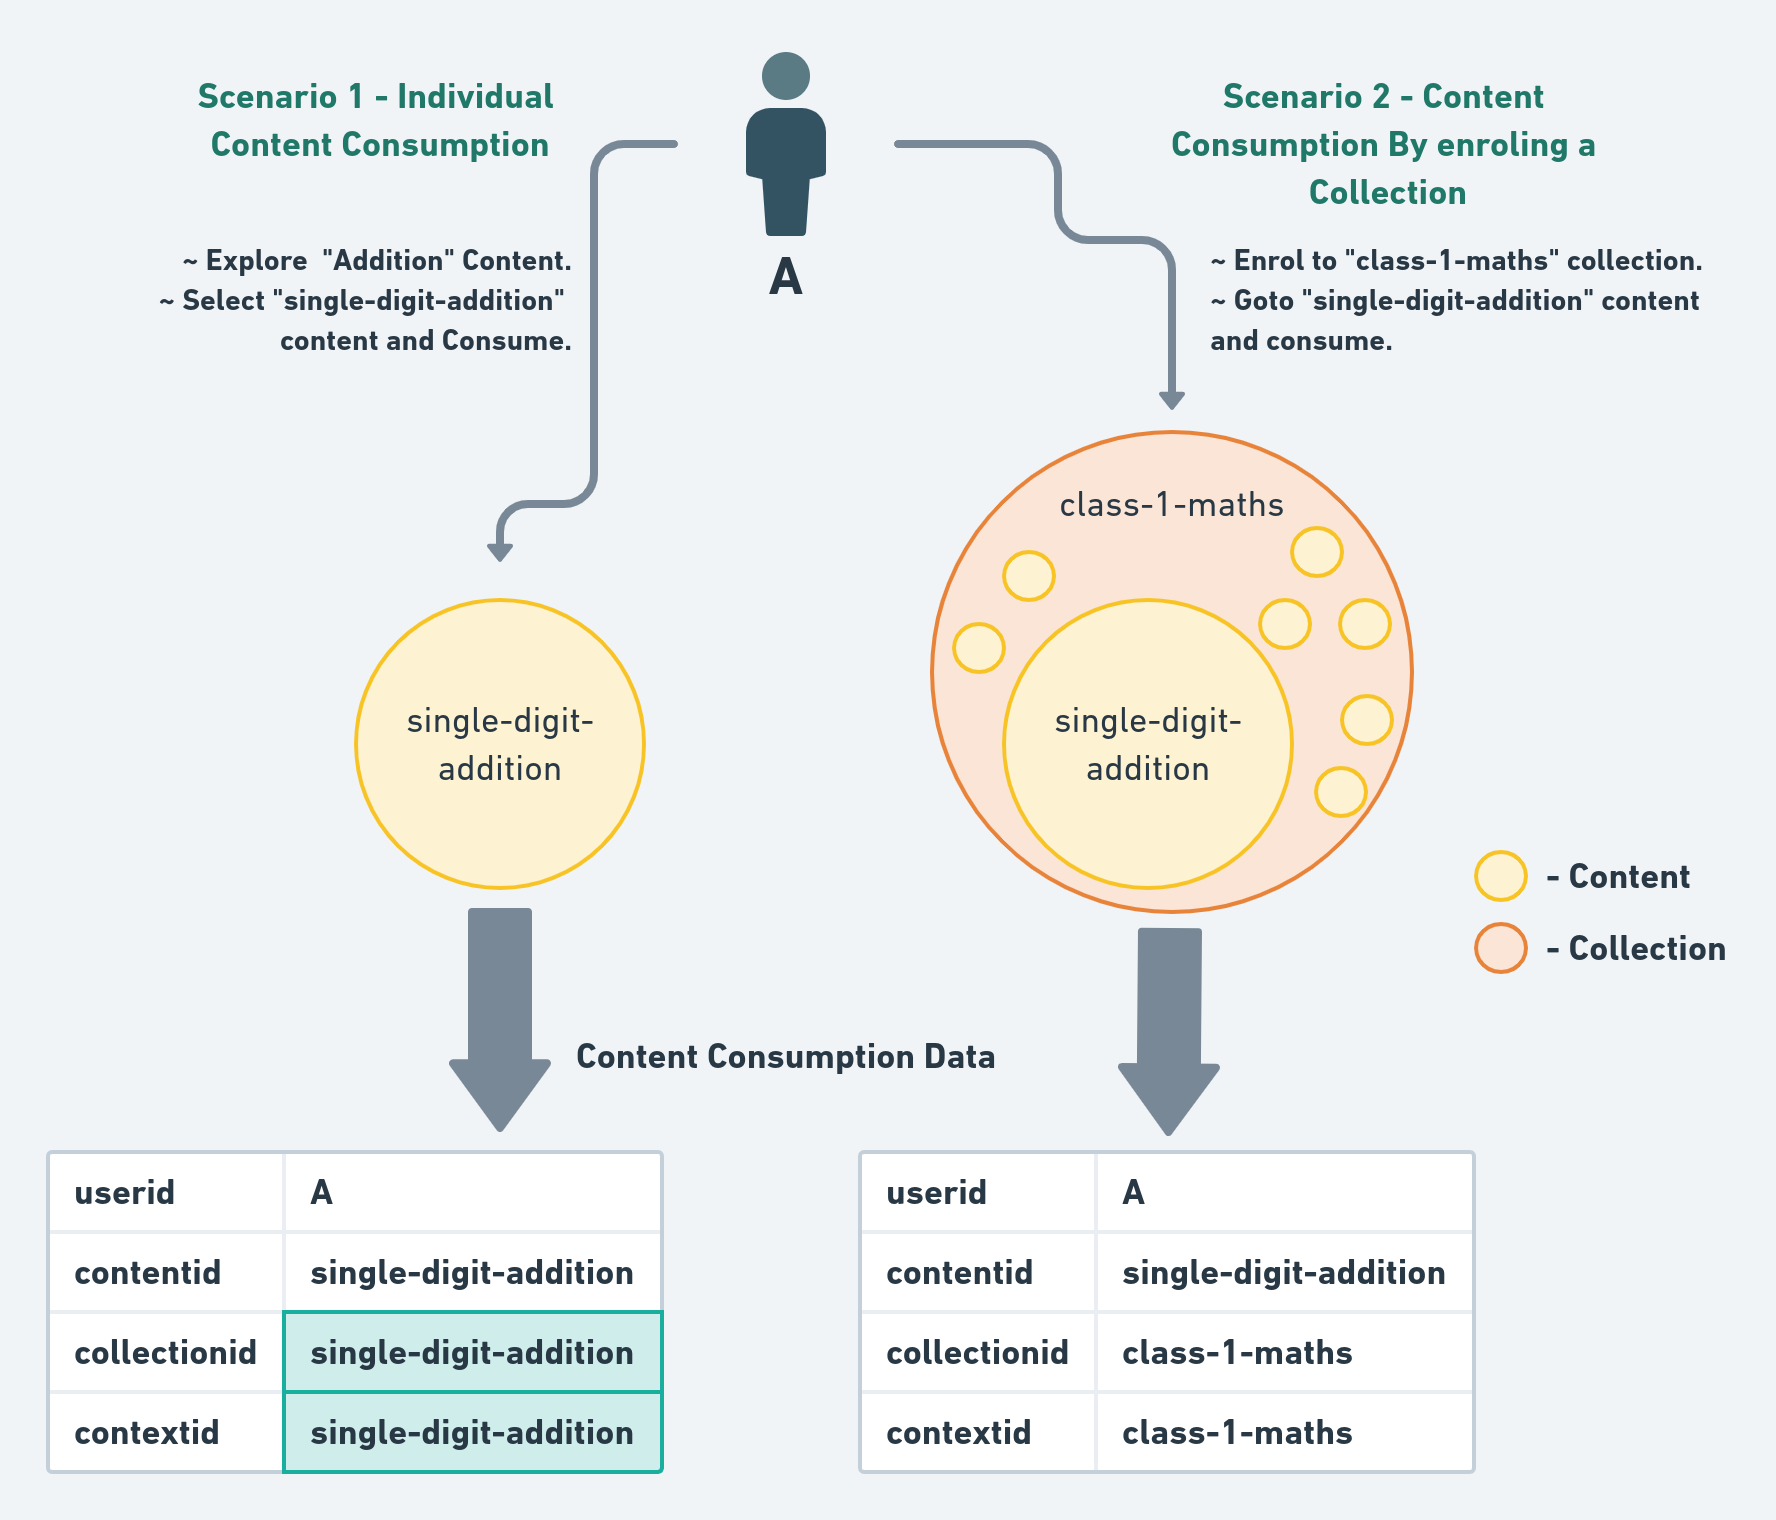 Scenario 1 - Individual
Content Consumption
~ Explore  "Addition" Content.
~ Select "single-digit-addition"
content and Consume.
A
Scenario 2 - Content
Consumption By enroling a
Collection
~ Enrol to "class-1-maths" collection.
~ Goto "single-digit-addition" content
and consume.
single-digit-
addition
class-1-maths
single-digit-
addition
- Content
- Collection
Content Consumption Data
userid A
contentid single-digit-addition
collectionid single-digit-addition
contextid single-digit-addition
userid A
contentid single-digit-addition
collectionid class-1-maths
contextid class-1-maths